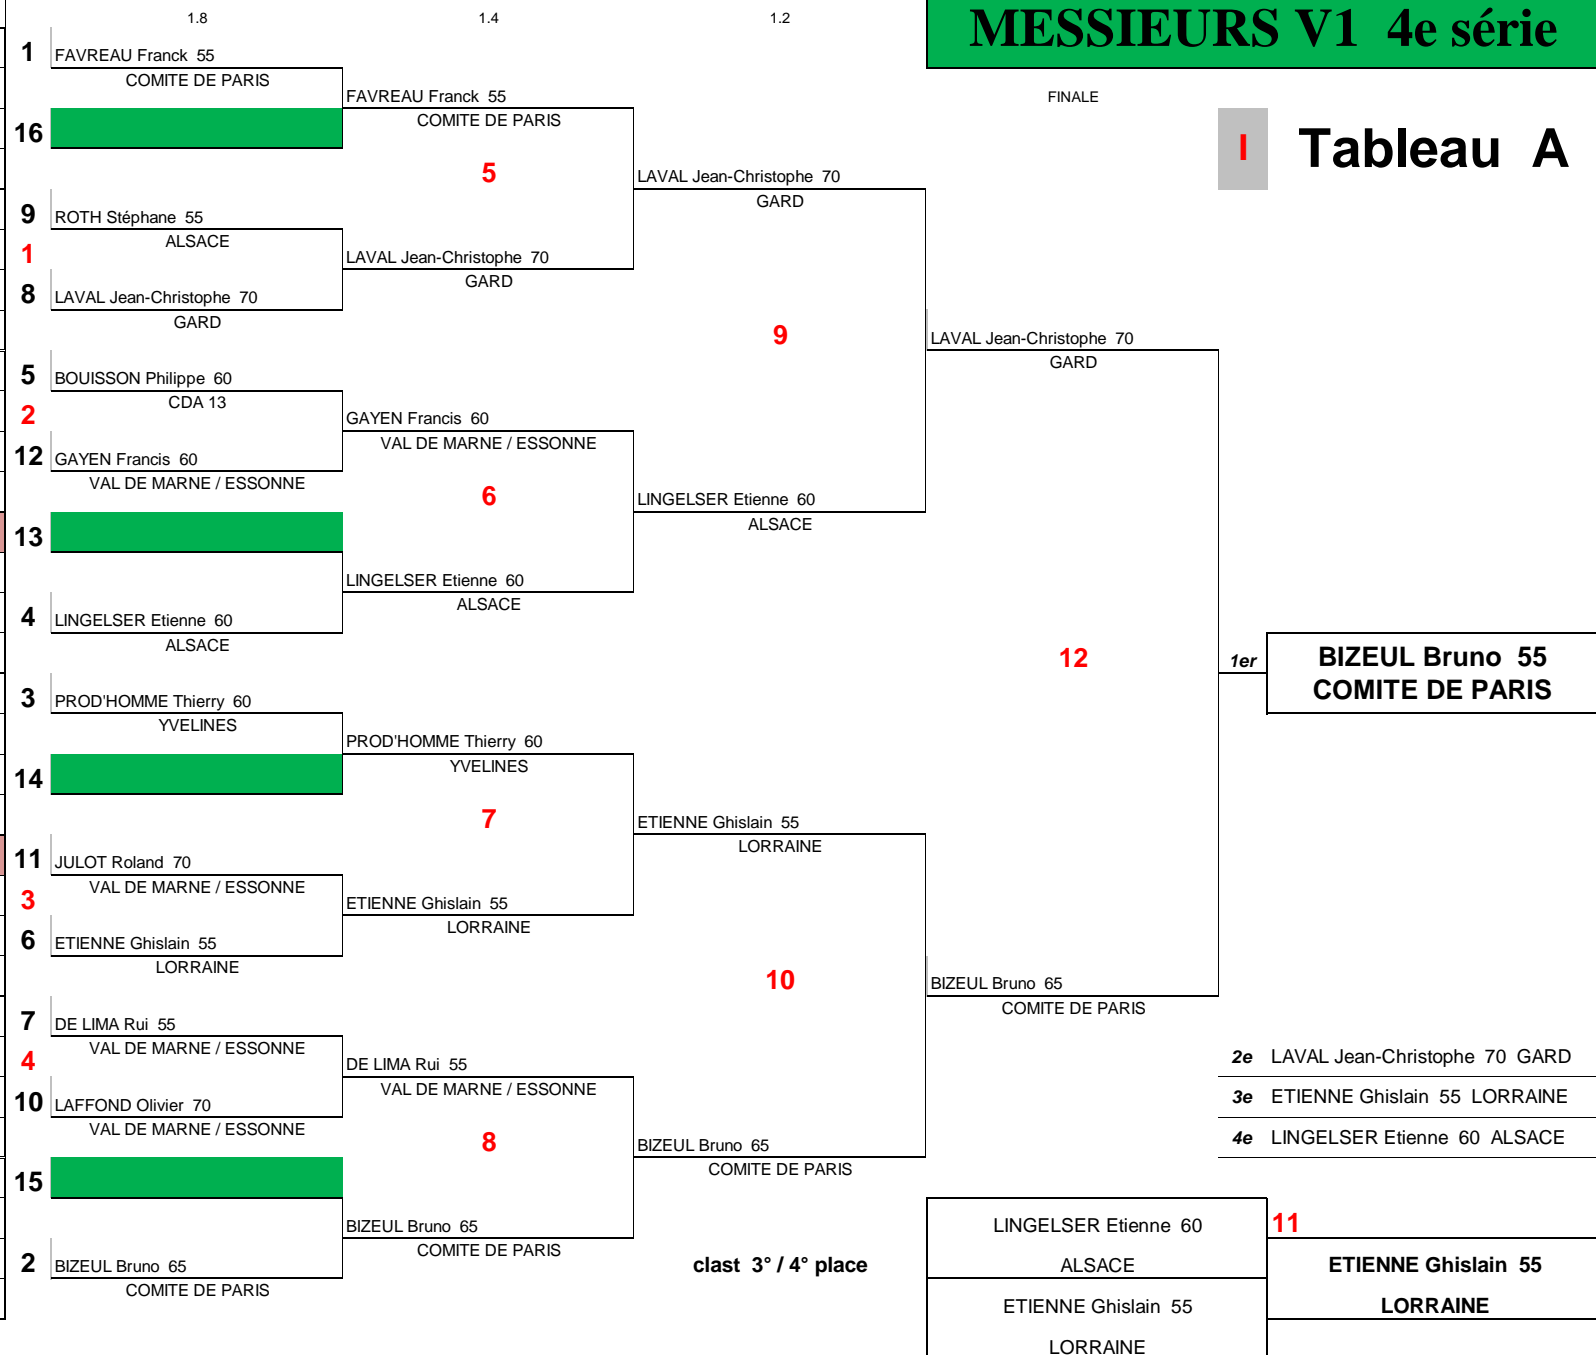 1.8
1.4
1.2
MESSIEURS V1 4e série
FINALE
I
Tableau A
1
FAVREAU Franck 55
COMITE DE PARIS
16
FAVREAU Franck 55
COMITE DE PARIS
5
9
ROTH Stéphane 55
ALSACE
1
8
LAVAL Jean-Christophe 70
GARD
LAVAL Jean-Christophe 70
GARD
LAVAL Jean-Christophe 70
GARD
9
5
BOUISSON Philippe 60
CDA 13
2
12
GAYEN Francis 60
VAL DE MARNE / ESSONNE
GAYEN Francis 60
VAL DE MARNE / ESSONNE
6
13
4
LINGELSER Etienne 60
ALSACE
LINGELSER Etienne 60
ALSACE
LINGELSER Etienne 60
ALSACE
LAVAL Jean-Christophe 70
GARD
12
1er
BIZEUL Bruno 55
COMITE DE PARIS
3
PROD'HOMME Thierry 60
YVELINES
14
PROD'HOMME Thierry 60
YVELINES
7
11
JULOT Roland 70
VAL DE MARNE / ESSONNE
3
6
ETIENNE Ghislain 55
LORRAINE
ETIENNE Ghislain 55
LORRAINE
ETIENNE Ghislain 55
LORRAINE
10
7
DE LIMA Rui 55
VAL DE MARNE / ESSONNE
4
10
LAFFOND Olivier 70
VAL DE MARNE / ESSONNE
DE LIMA Rui 55
VAL DE MARNE / ESSONNE
8
15
2
BIZEUL Bruno 65
COMITE DE PARIS
BIZEUL Bruno 65
COMITE DE PARIS
BIZEUL Bruno 65
COMITE DE PARIS
BIZEUL Bruno 65
COMITE DE PARIS
2e LAVAL Jean-Christophe 70 GARD
3e ETIENNE Ghislain 55 LORRAINE
4e LINGELSER Etienne 60 ALSACE
clast 3° / 4° place
LINGELSER Etienne 60
ALSACE
ETIENNE Ghislain 55
LORRAINE
11
ETIENNE Ghislain 55
LORRAINE